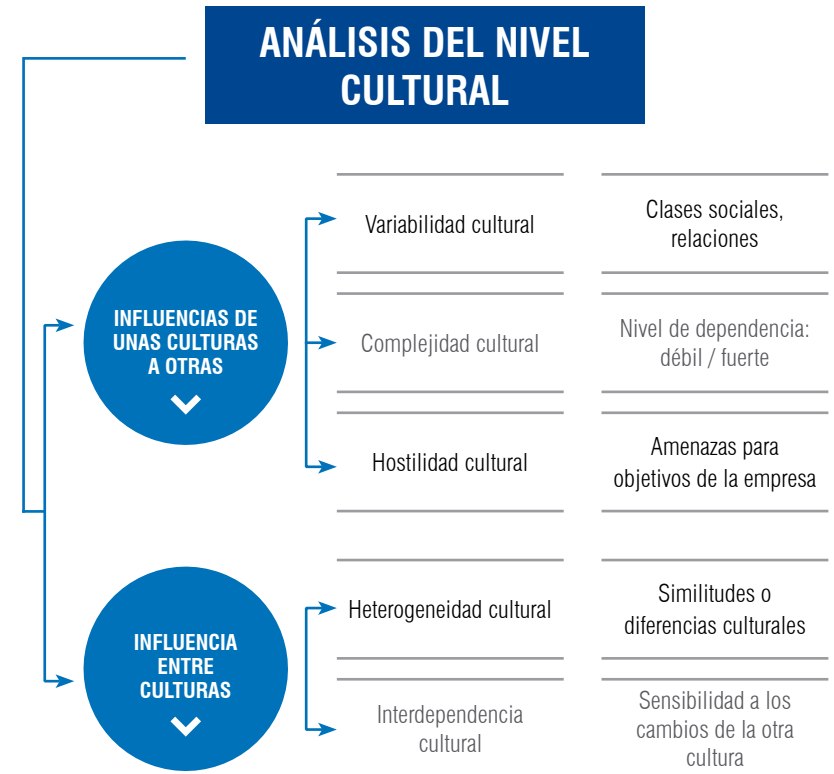 ANÁLISIS DEL NIVEL
CULTURAL
INFLUENCIAS DE
UNAS CULTURAS
A OTRAS
Variabilidad cultural
Clases sociales,
relaciones
Complejidad cultural
Nivel de dependencia:
débil / fuerte
Hostilidad cultural
Amenazas para
objetivos de la empresa
INFLUENCIA
ENTRE
CULTURAS
Heterogeneidad cultural
Similitudes o
diferencias culturales
Interdependencia
cultural
Sensibilidad a los
cambios de la otra
cultura